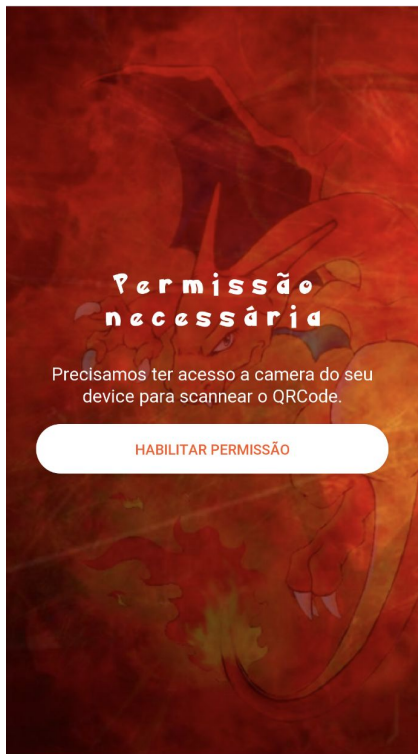 Permissão
necessária
Precisamos ter acesso a camera do seu
device para scannear o QRCode.
HABILITAR PERMISSÃO